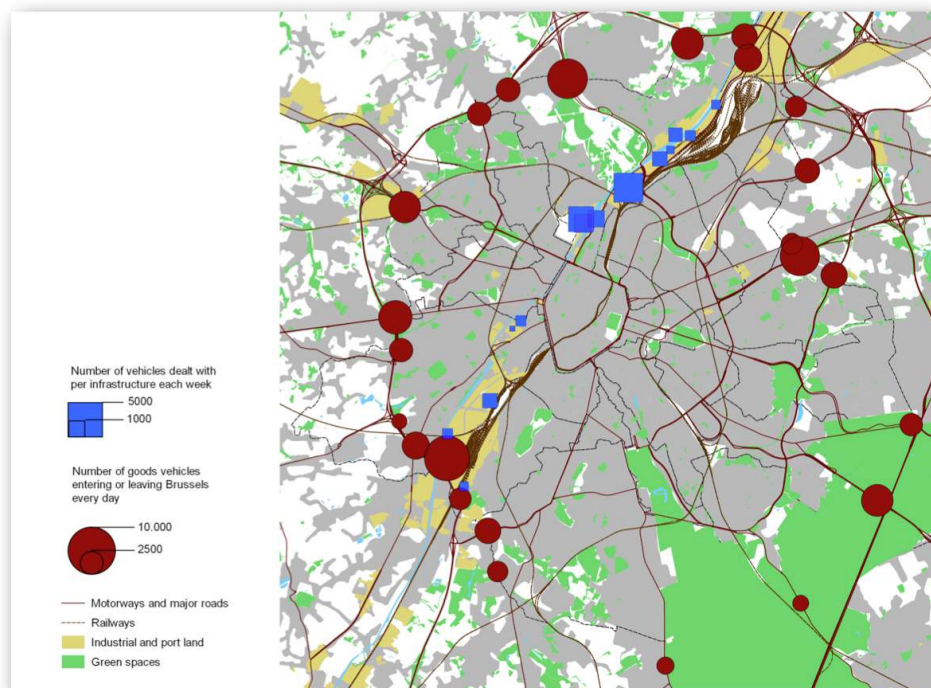 Number of vehicles dealt with
per infrastructure each week
5000
1000
Number of goods vehicles
entering or leaving Brussels
every day
10.000
2500
Motorways and major roads
Railways
Industrial and port land
Green spaces